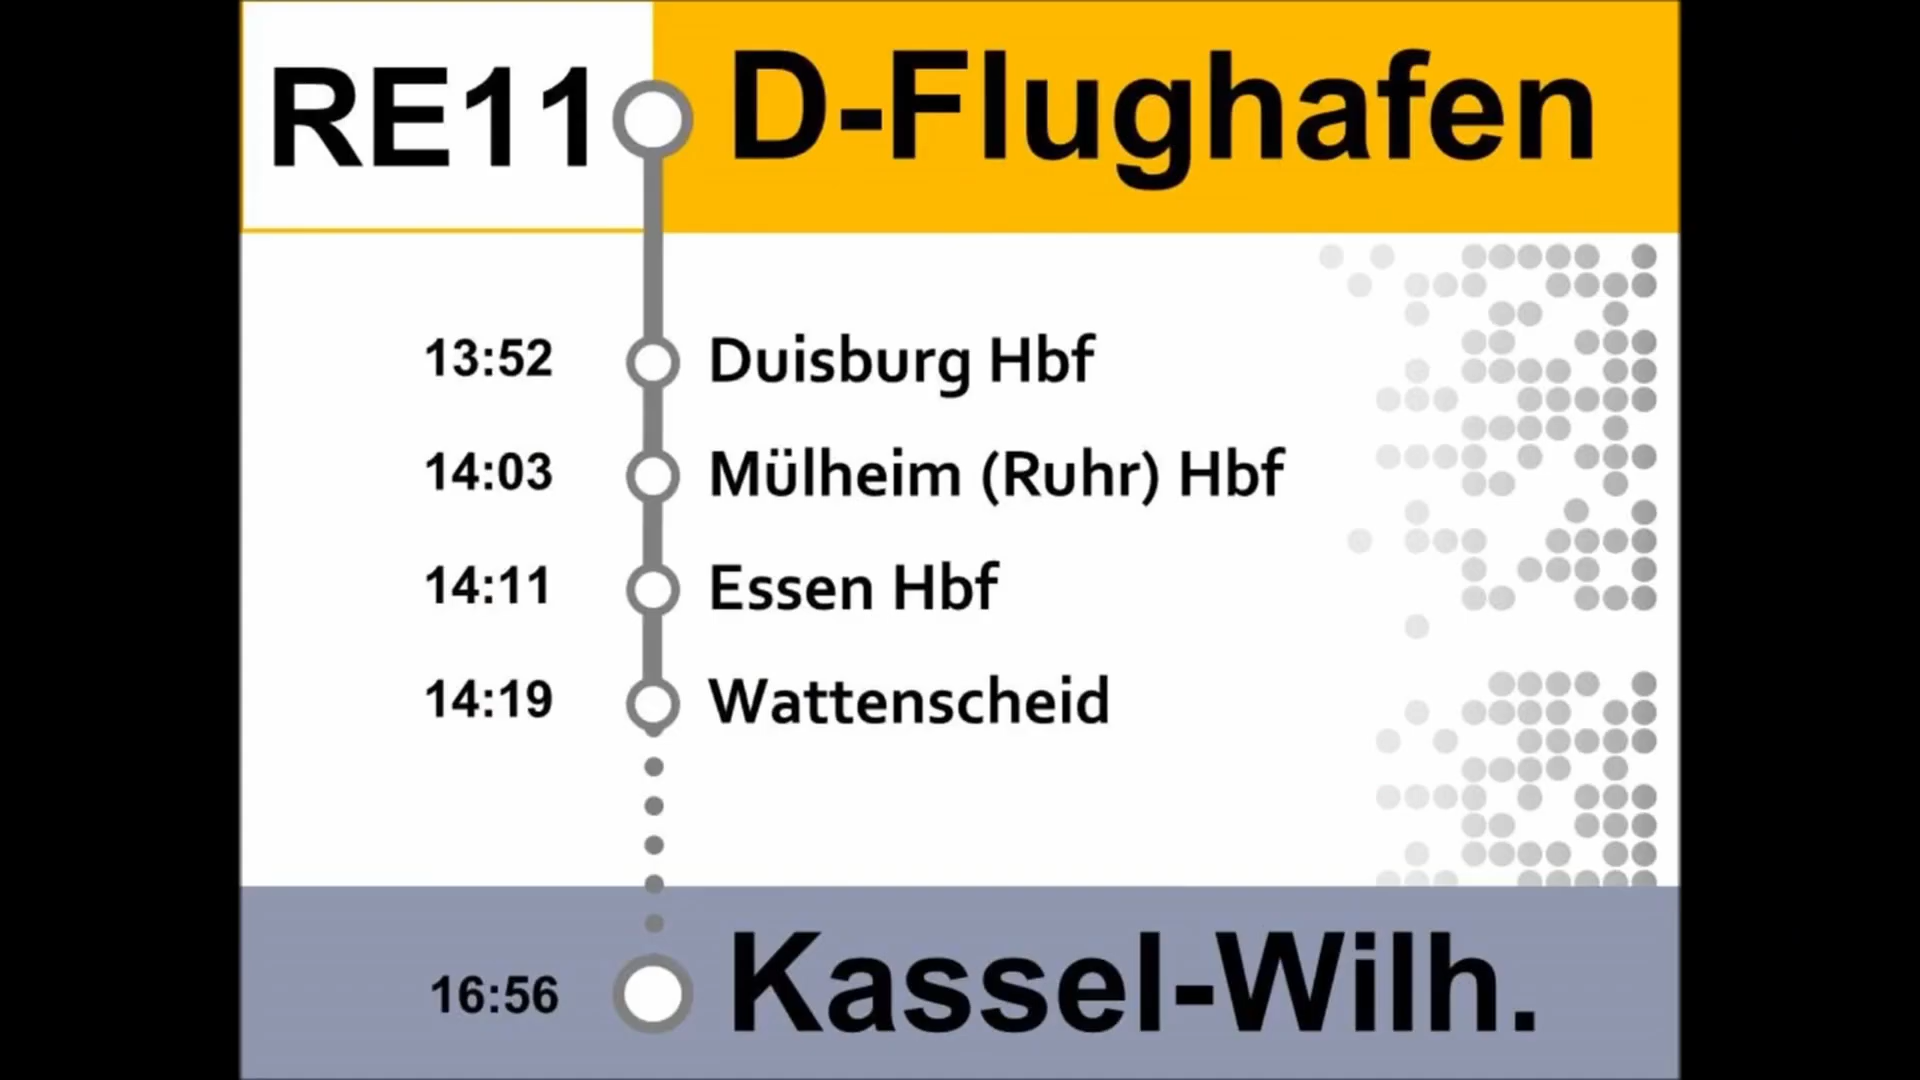 RE11 D-Flughafen
13:52 Duisburg Hbf
14:03 Mülheim (Ruhr) Hbf
14:11 Essen Hbf
14:19 Wattenscheid
16:56 Kassel-Wilh.